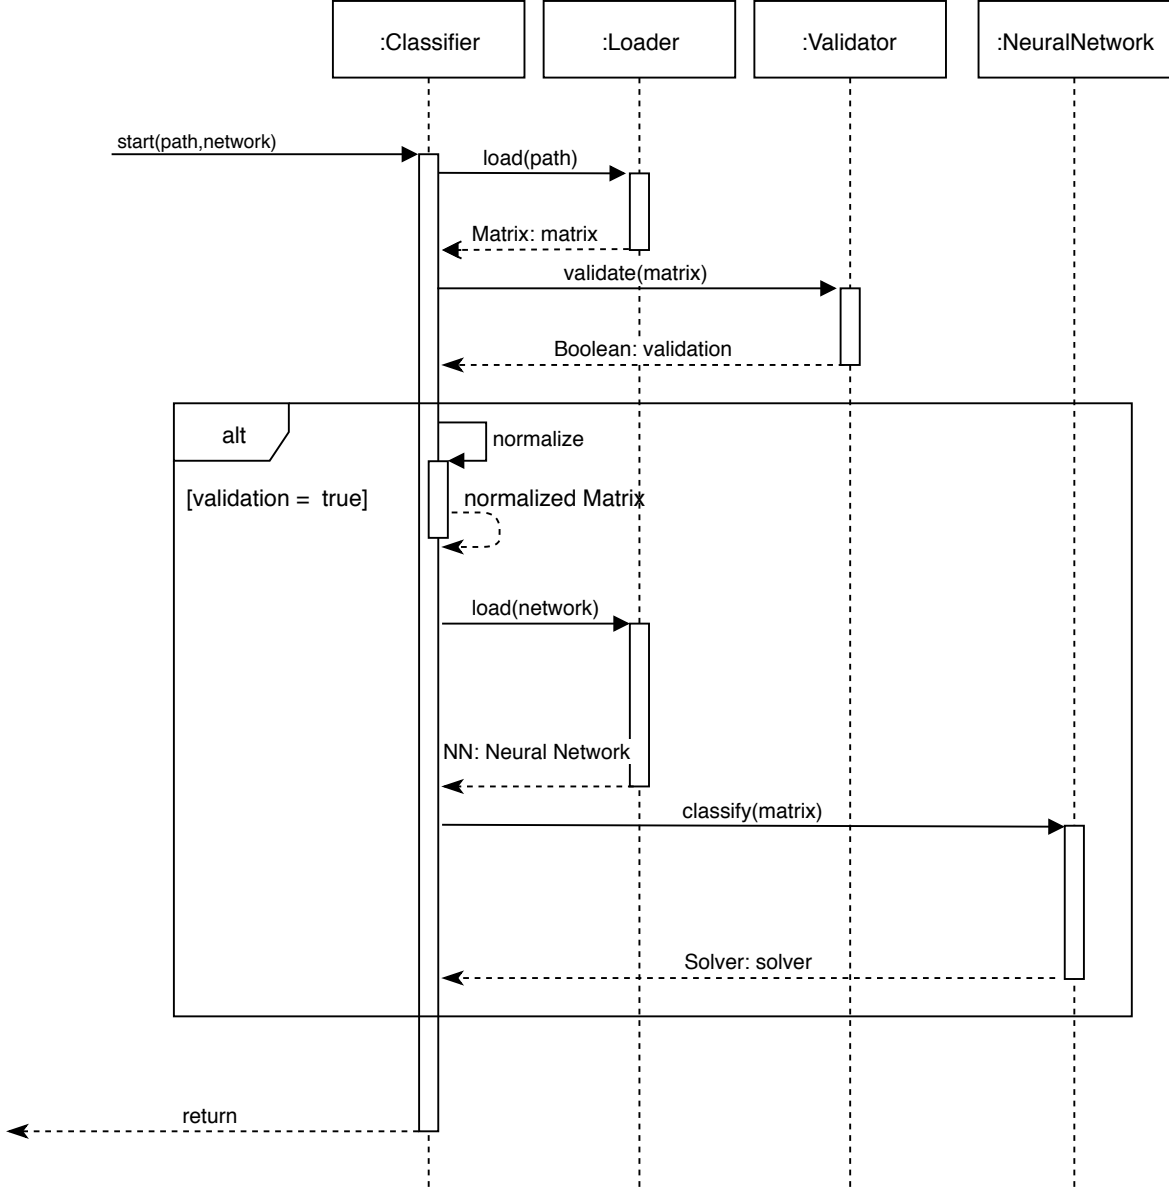 :Classifier
:Loader
:Validator
:NeuralNetwork
start(path,network)
load(path)
Matrix: matrix
validate(matrix)
Boolean: validation
alt
normalize
[validation =  true]
normalized Matrix
load(network)
NN: Neural Network
classify(matrix)
Solver: solver
return